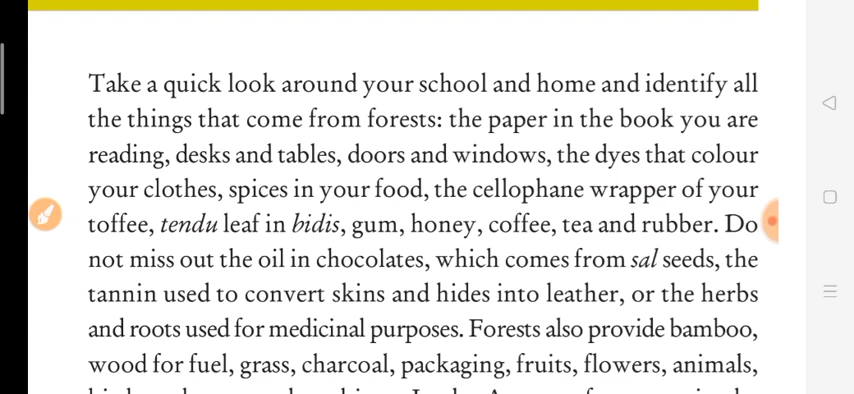 Take a quick look around your school and home and identify all
the things that come from forests: the paper in the book you are
reading, desks and tables, doors and windows, the dyes that colour
your clothes, spices in your food, the cellophane wrapper of your
toffee, tendu leaf in bidis, gum, honey, coffee, tea and rubber. Do
not miss out the oil in chocolates, which comes from sal seeds, the
tannin used to convert skins and hides into leather, or the herbs
and roots used for medicinal purposes. Forests also provide bamboo,
wood for fuel, grass, charcoal, packaging, fruits, flowers, animals,